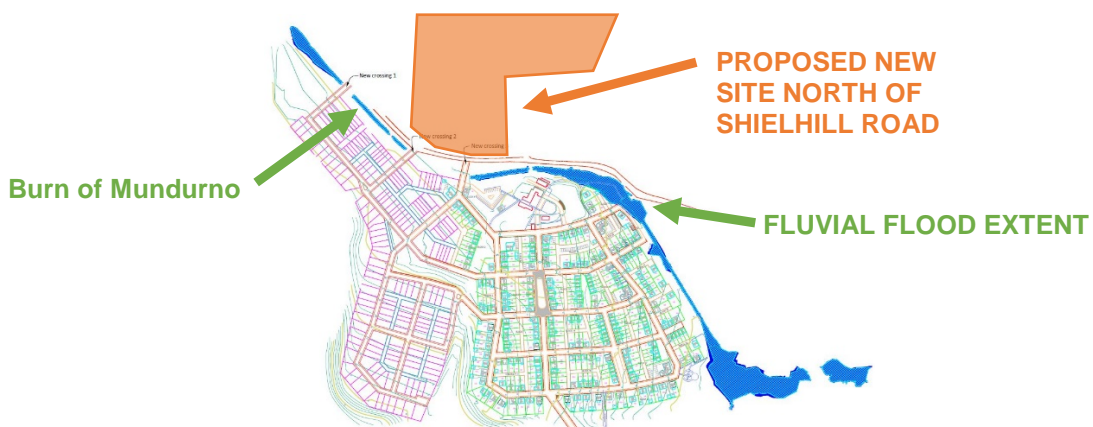 New crossing 1
PROPOSED NEW
SITE NORTH OF
SHIELHILL ROAD
New crossing 2
New crossing
Burn of Mundurno
FLUVIAL FLOOD EXTENT